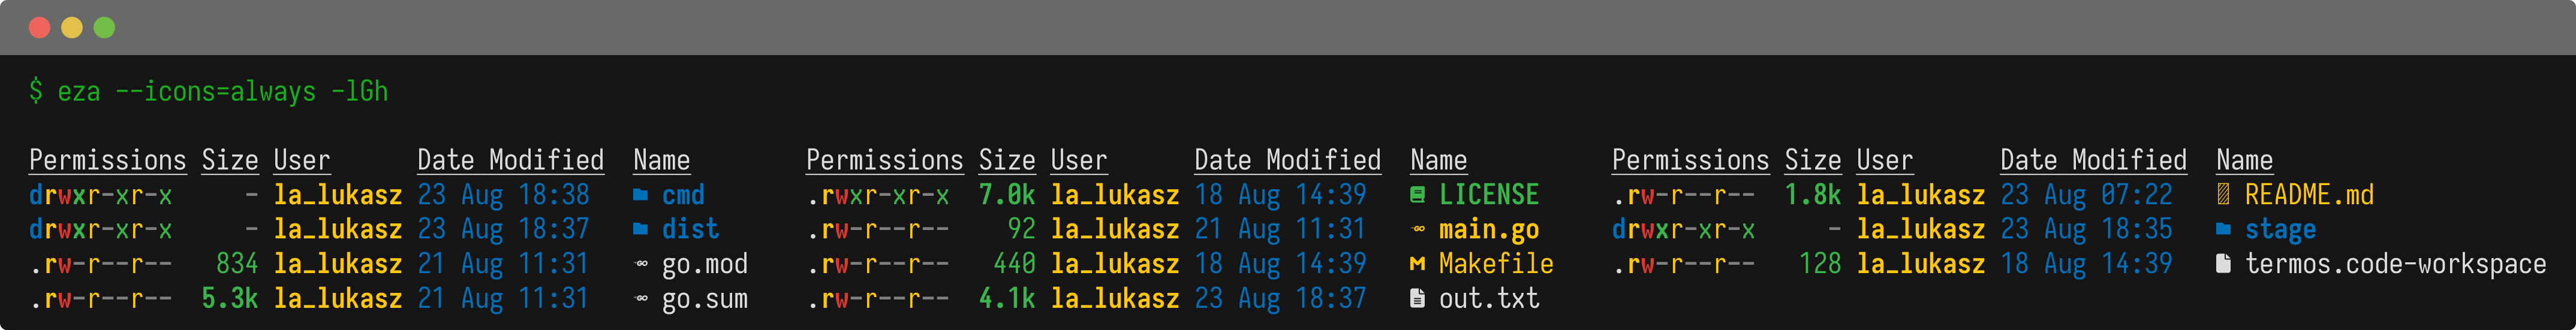 $ eza --icons=always -lGh
Permissions Size User      Date Modified  Name        Permissions Size User      Date Modified  Name        Permissions Size User      Date Modified  Name
drwxr-xr-x     - la_lukasz 23 Aug 18:38   cmd        .rwxr-xr-x  7.0k la_lukasz 18 Aug 14:39   LICENSE    .rw-r--r--  1.8k la_lukasz 23 Aug 07:22   README.md
drwxr-xr-x     - la_lukasz 23 Aug 18:37   dist       .rw-r--r--    92 la_lukasz 21 Aug 11:31   main.go    drwxr-xr-x     - la_lukasz 23 Aug 18:35   stage
.rw-r--r--   834 la_lukasz 21 Aug 11:31   go.mod     .rw-r--r--   440 la_lukasz 18 Aug 14:39   Makefile   .rw-r--r--   128 la_lukasz 18 Aug 14:39   termos.code-workspace
.rw-r--r--  5.3k la_lukasz 21 Aug 11:31   go.sum     .rw-r--r--  4.1k la_lukasz 23 Aug 18:37   out.txt